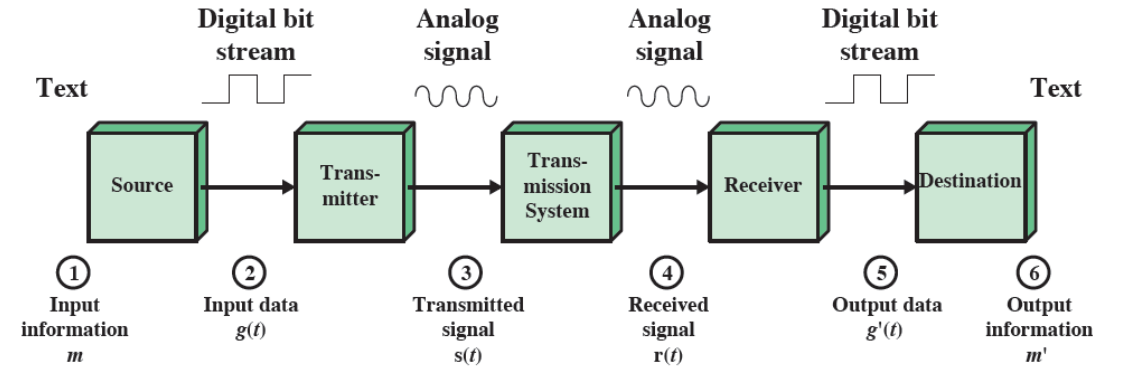 Digital bit
stream
Analog
signal
Analog
signal
Digital bit
stream
Text
Text
Source
Trans-
mitter
Trans-
mission
System
Receiver
Destination
1
Input
information
m
2
Input data
g(t)
3
Transmitted
signal
s(t)
4
Received
signal
r(t)
5
Output data
g'(t)
6
Output
information
m'